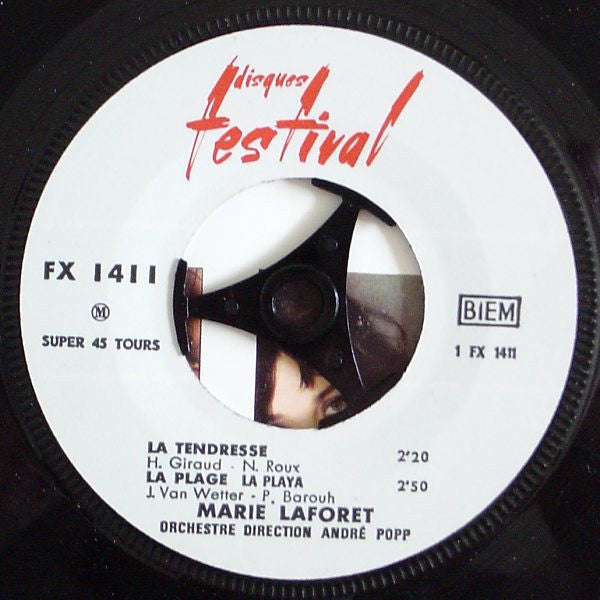 disques
festival
FX 1411
M
SUPER 45 TOURS
BIEM
1 FX 1411
LA TENDRESSE 2'20
H. Giraud - N. Roux
LA PLAGE LA PLAYA 2'50
J. Van Wetter - P. Barouh
MARIE LAFORET
ORCHESTRE DIRECTION ANDRÉ POPP